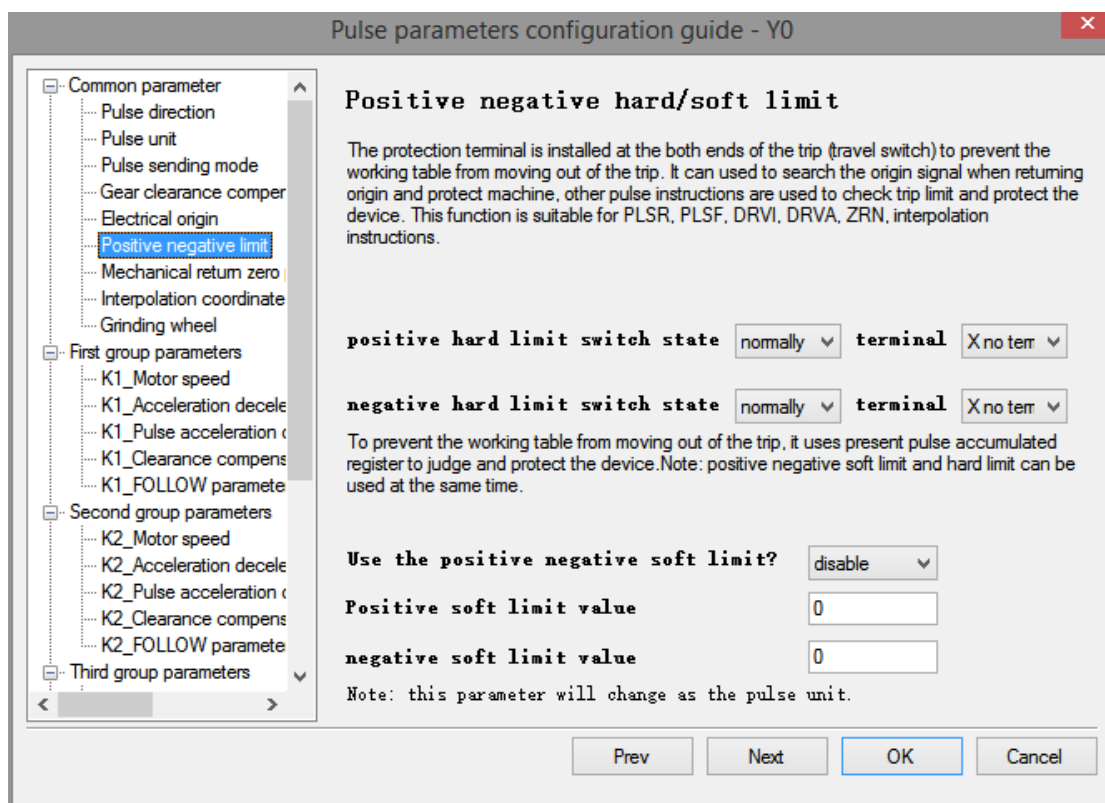 Pulse parameters configuration guide - Y0
Common parameter
Pulse direction
Pulse unit
Pulse sending mode
Gear clearance comper
Electrical origin
Positive negative limit
Mechanical return zero
Interpolation coordinate
Grinding wheel
First group parameters
K1_Motor speed
K1_Acceleration decele
K1_Pulse acceleration
K1_Clearance compens
K1_FOLLOW paramete
Second group parameters
K2_Motor speed
K2_Acceleration decele
K2_Pulse acceleration
K2_Clearance compens
K2_FOLLOW paramete
Third group parameters
Positive negative hard/soft limit
The protection terminal is installed at the both ends of the trip (travel switch) to prevent the
working table from moving out of the trip. It can used to search the origin signal when returning
origin and protect machine, other pulse instructions are used to check trip limit and protect the
device. This function is suitable for PLSR, PLSF, DRVI, DRVA, ZRN, interpolation
instructions.
positive hard limit switch state normally terminal X no tem
negative hard limit switch state normally terminal X no tem
To prevent the working table from moving out of the trip, it uses present pulse accumulated
register to judge and protect the device.Note: positive negative soft limit and hard limit can be
used at the same time.
Use the positive negative soft limit? disable
Positive soft limit value 0
negative soft limit value 0
Note: this parameter will change as the pulse unit.
Prev Next OK Cancel